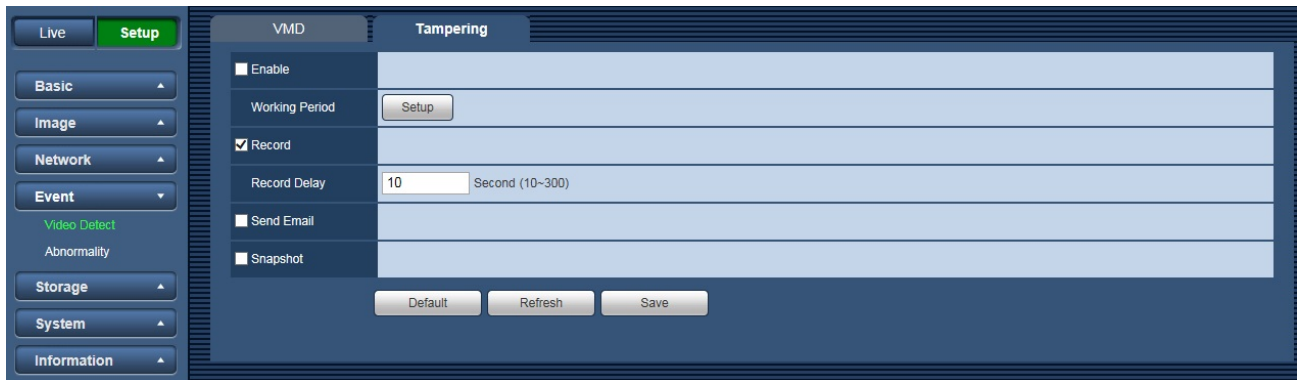 Live Setup
Basic
Image
Network
Event
Video Detect
Abnormality
Storage
System
Information
VMD Tampering
Enable
Working Period Setup
Record
Record Delay 10 Second (10~300)
Send Email
Snapshot
Default Refresh Save